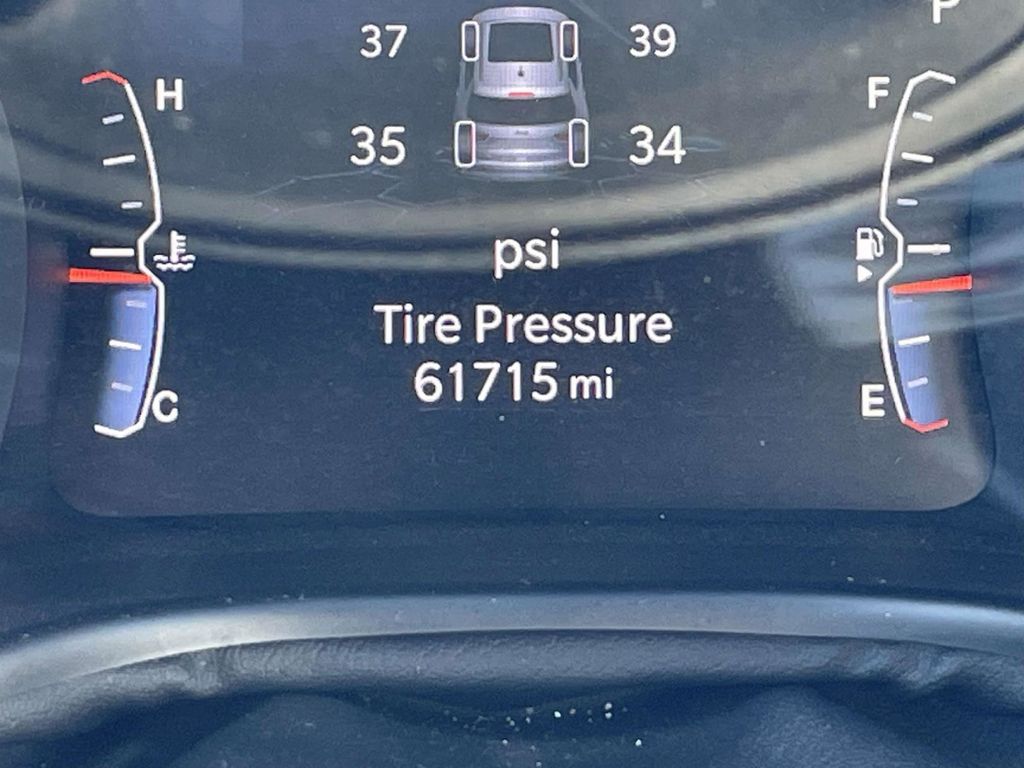 P
37 39
H F
35 34
psi
Tire Pressure
61715 mi
C E